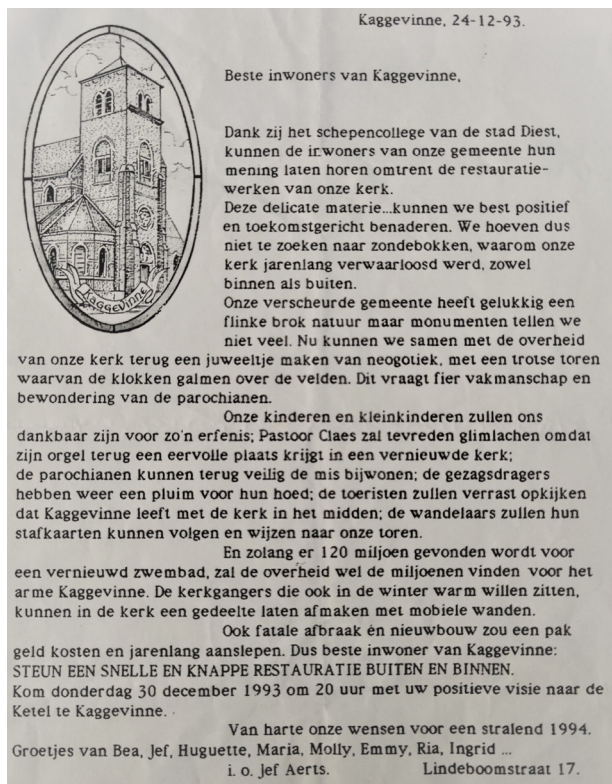 Kaggevinne, 24-12-93.
Kaggevinne
Beste inwoners van Kaggevinne,
Dank zij het schepencollege van de stad Diest,
kunnen de inwoners van onze gemeente hun
mening laten horen omtrent de restauratie-
werken van onze kerk.
Deze delicate materie...kunnen we best positief
en toekomstgericht benaderen. We hoeven dus
niet te zoeken naar zondebokken, waarom onze
kerk jarenlang verwaarloosd werd, zowel
binnen als buiten.
Onze verscheurde gemeente heeft gelukkig een
flinke brok natuur maar monumenten tellen we
niet veel. Nu kunnen we samen met de overheid
van onze kerk terug een juweeltje maken van neogotiek, met een trotse toren
waarvan de klokken galmen over de velden. Dit vraagt fier vakmanschap en
bewondering van de parochianen.
Onze kinderen en kleinkinderen zullen ons
dankbaar zijn voor zo'n erfenis; Pastoor Claes zal tevreden glimlachen omdat
zijn orgel terug een eervolle plaats krijgt in een vernieuwde kerk;
de parochianen kunnen terug veilig de mis bijwonen; de gezagsdragers
hebben weer een pluim voor hun hoed; de toeristen zullen verrast opkijken
dat Kaggevinne leeft met de kerk in het midden; de wandelaars zullen hun
stafkaarten kunnen volgen en wijzen naar onze toren.
En zolang er 120 miljoen gevonden wordt voor
een vernieuwd zwembad, zal de overheid wel de miljoenen vinden voor het
arme Kaggevinne. De kerkgangers die ook in de winter warm willen zitten,
kunnen in de kerk een gedeelte laten afmaken met mobiele wanden.
Ook fatale afbraak én nieuwbouw zou een pak
geld kosten en jarenlang aanslepen. Dus beste inwoner van Kaggevinne:
STEUN EEN SNELLE EN KNAPPE RESTAURATIE BUITEN EN BINNEN.
Kom donderdag 30 december 1993 om 20 uur met uw positieve visie naar de
Ketel te Kaggevinne.
Van harte onze wensen voor een stralend 1994.
Groetjes van Bea, Jef, Huguette, Maria, Molly, Emmy, Ria, Ingrid ...
i. o. Jef Aerts. Lindeboomstraat 17.